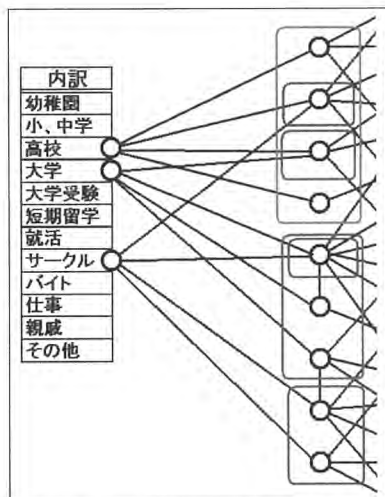 内訳
幼稚園
小、中学
高校
大学
大学受験
短期留学
就活
サークル
バイト
仕事
親戚
その他